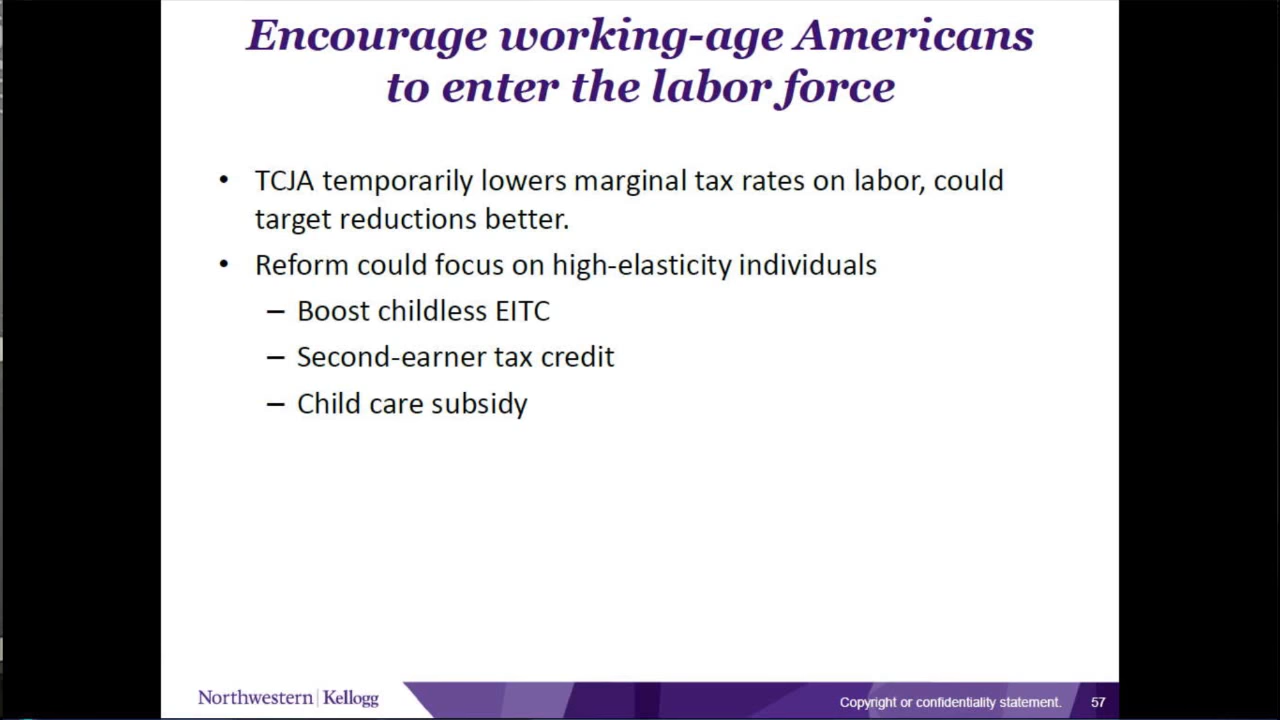 Encourage working-age Americans
to enter the labor force
• TCJA temporarily lowers marginal tax rates on labor, could
target reductions better.
• Reform could focus on high-elasticity individuals
– Boost childless EITC
– Second-earner tax credit
– Child care subsidy
Northwestern | Kellogg
Copyright or confidentiality statement. 57